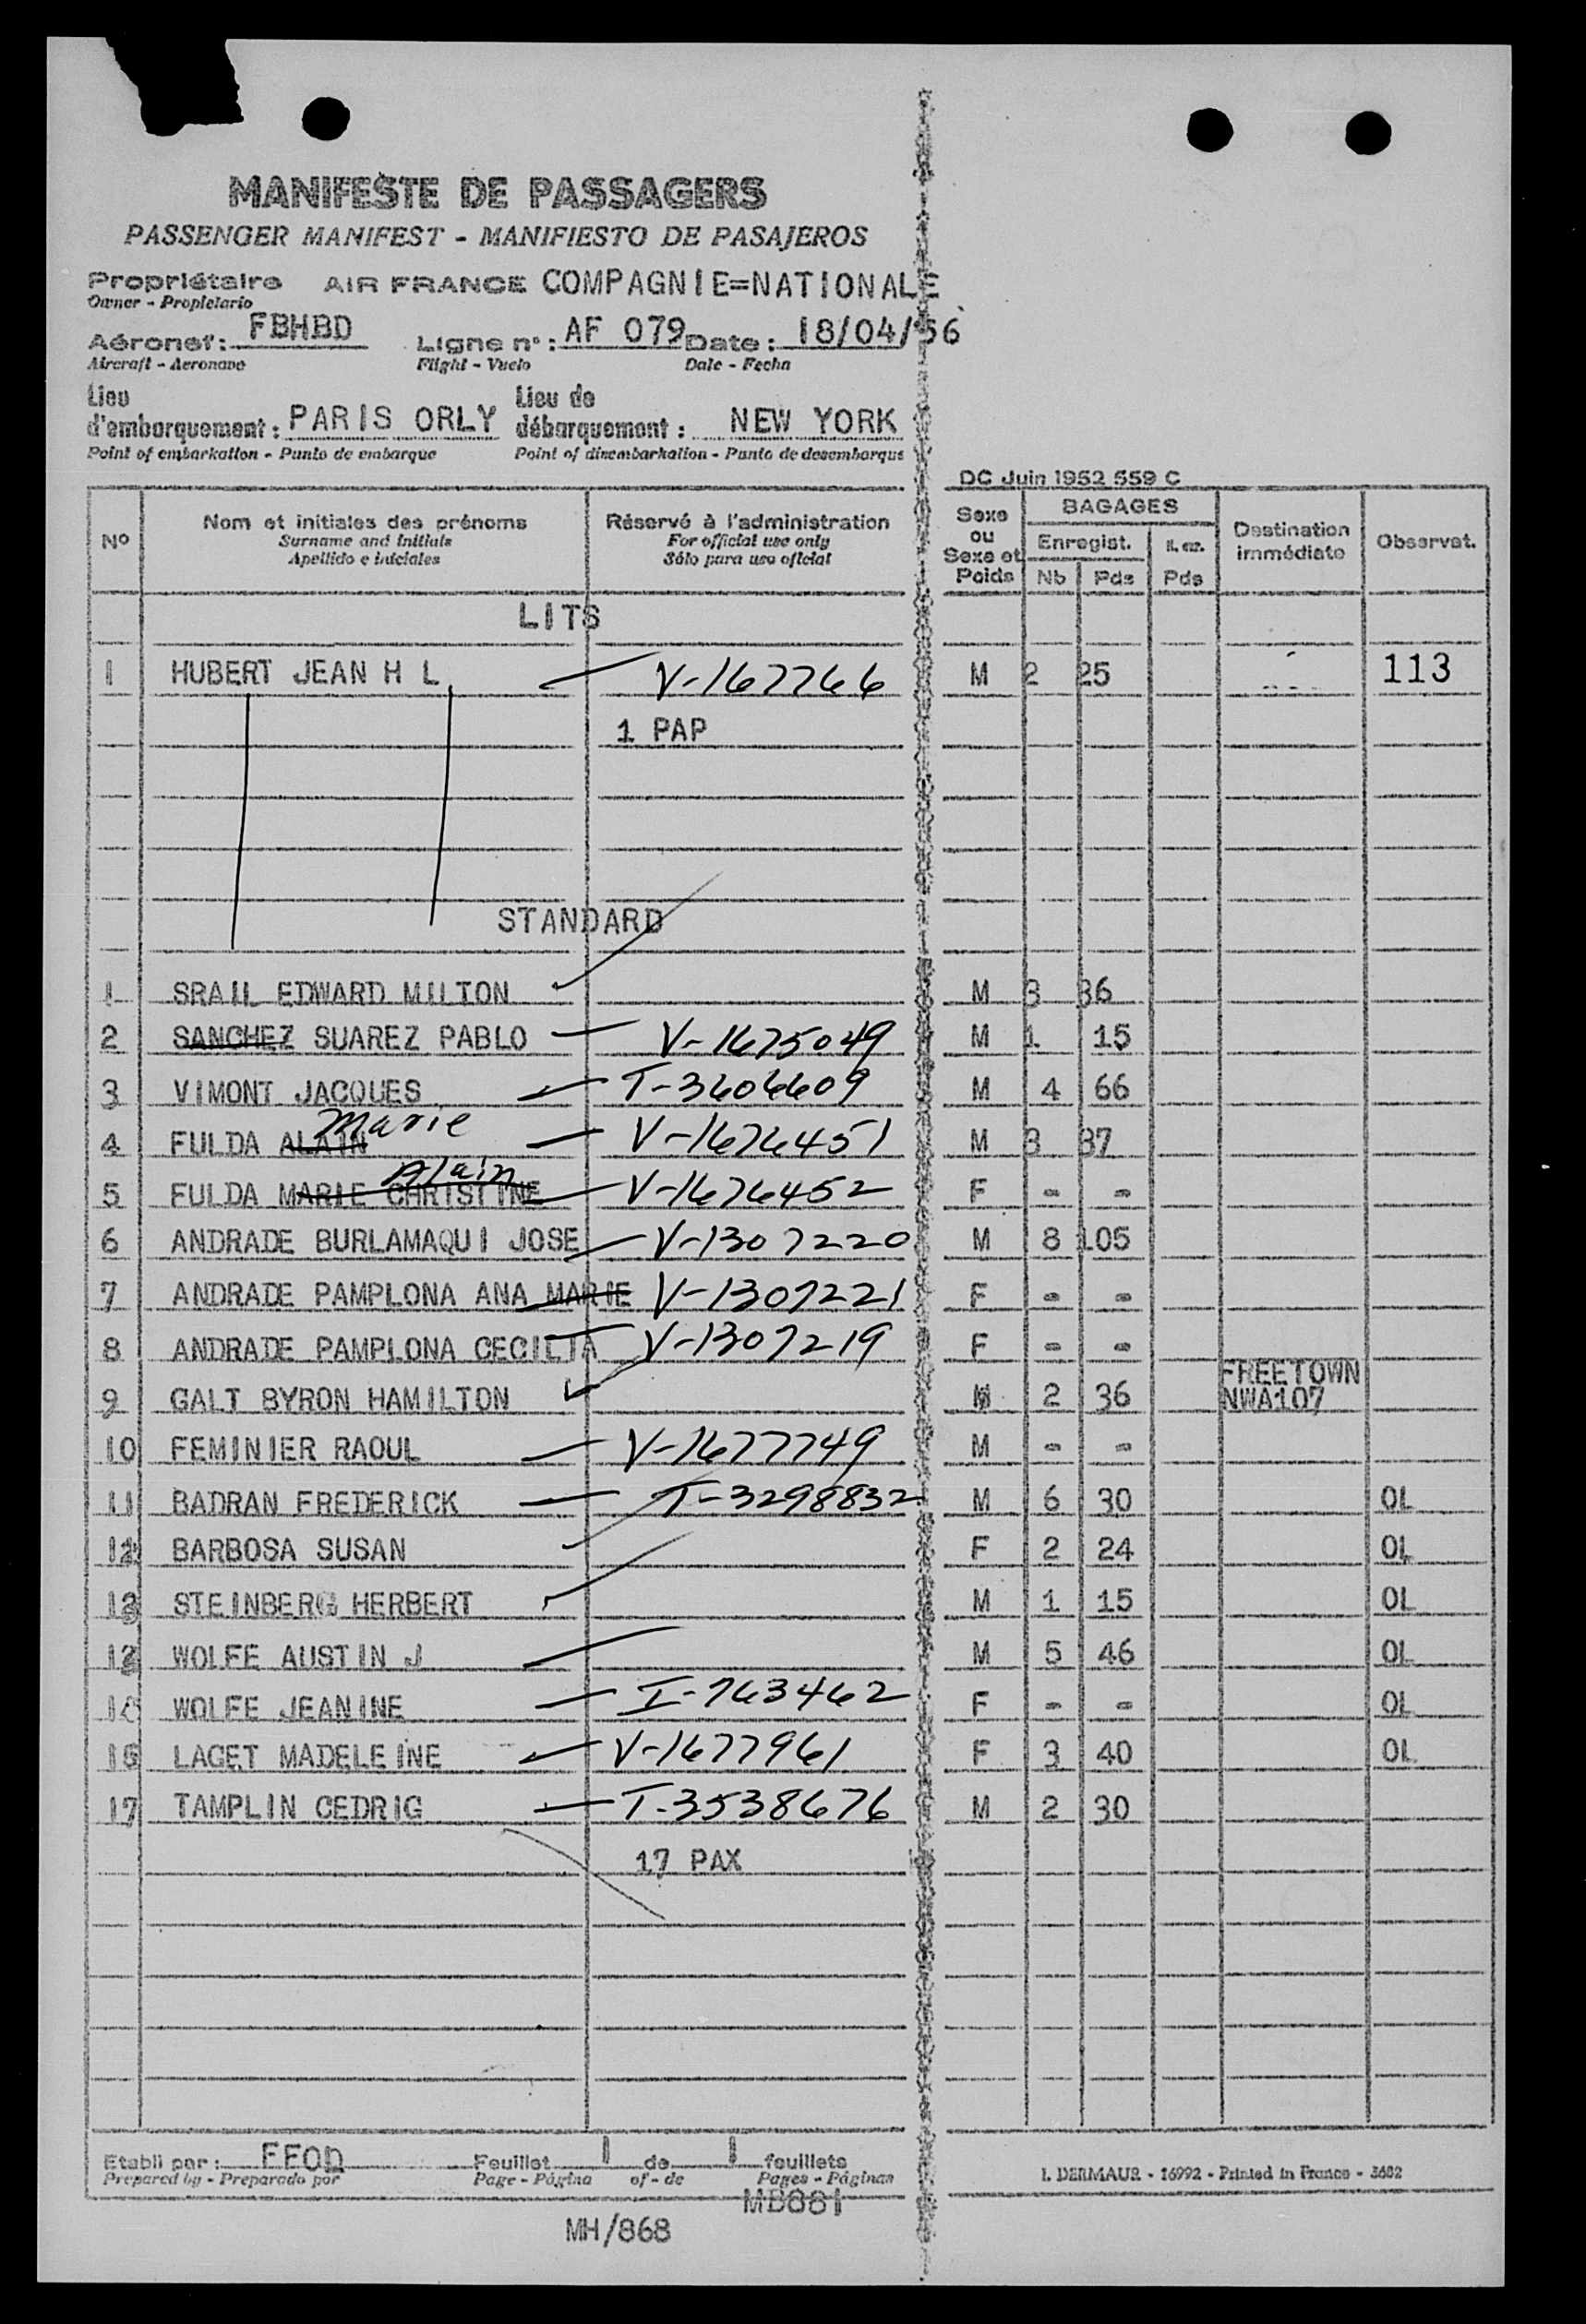 MANIFESTE DE PASSAGERS
PASSENGER MANIFEST - MANIFIESTO DE PASAJEROS
Propriétaire AIR FRANCE COMPAGNIE=NATIONALE
Owner - Propietario
Aéronef: FBHBD Ligne n°: AF 079 Date: 18/04/56
Aircraft - Aeronave Flight - Vuelo Date - Fecha
Lieu d'embarquement: PARIS ORLY Lieu de débarquement: NEW YORK
Point of embarkation - Punto de embarque Point of disembarkation - Punto de desembarque
DC Juin 1952 559 C
N° Nom et initiales des prénoms Réservé à l'administration Sexe ou Sexe et Poids BAGAGES Destination immédiate Observat.
Surname and initials For official use only Enregist.
Apellido e iniciales Sólo para uso oficial Nb Pds Pds
LITS
1 HUBERT JEAN H L V-167766 M 2 25 113
1 PAP
STANDARD
1 SRAIL EDWARD MILTON M 3 36
2 SANCHEZ SUAREZ PABLO V-1675049 M 1 15
3 VIMONT JACQUES T-3606609 M 4 66
4 FULDA ALAIN Marie V-1676451 M 3 37
5 FULDA MARIE CHRISTINE Alain V-1676452 F - -
6 ANDRADE BURLAMAQUI JOSE V-1307220 M 8 105
7 ANDRADE PAMPLONA ANA MARIE V-1307221 F - -
8 ANDRADE PAMPLONA CECILIA V-1307219 F - -
9 GALT BYRON HAMILTON M 2 36 FREETOWN NWA107
10 FEMINIER RAOUL V-1677749 M - -
11 BADRAN FREDERICK T-3298832 M 6 30 OL
BARBOSA SUSAN F 2 24 OL
STEINBERG HERBERT M 1 15 OL
WOLFE AUSTIN J M 5 46 OL
WOLFE JEANINE I-763462 F - - OL
16 LAGET MADELEINE V-1677961 F 3 40 OL
17 TAMPLIN CEDRIG T-3538676 M 2 30
17 PAX
Etabli par: FFOD Feuillet 1 de 1 feuillets
Prepared by - Preparado por Page - Página of - de Pages - Páginas
I. DERMAUR - 16992 - Printed in France - 3682
MB881
MH/868